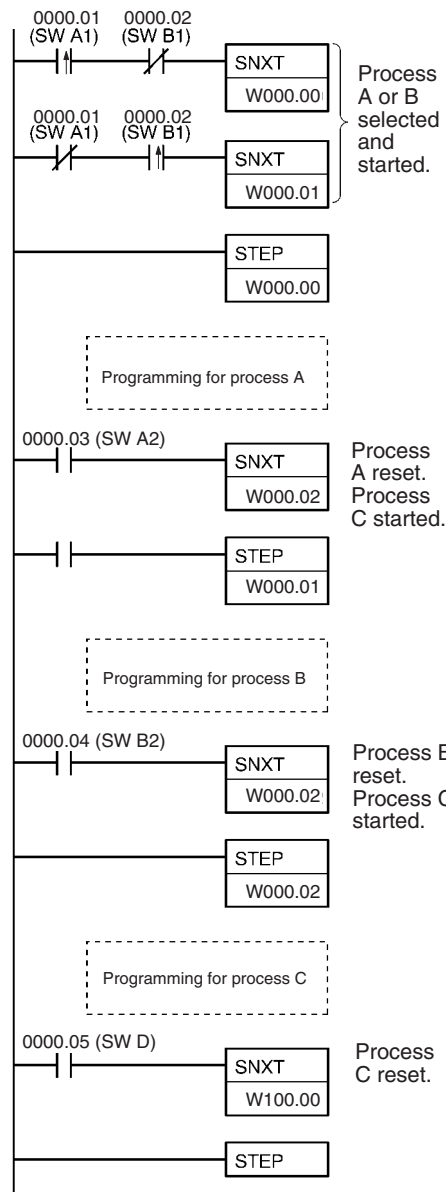 0000.01 0000.02
(SW A1) (SW B1)
SNXT
W000.00
Process
A or B
selected
and
started.
0000.01 0000.02
(SW A1) (SW B1)
SNXT
W000.01
STEP
W000.00
Programming for process A
0000.03 (SW A2)
SNXT
W000.02
Process
A reset.
Process
C started.
STEP
W000.01
Programming for process B
0000.04 (SW B2)
SNXT
W000.02
Process B
reset.
Process C
started.
STEP
W000.02
Programming for process C
0000.05 (SW D)
SNXT
W100.00
Process
C reset.
STEP